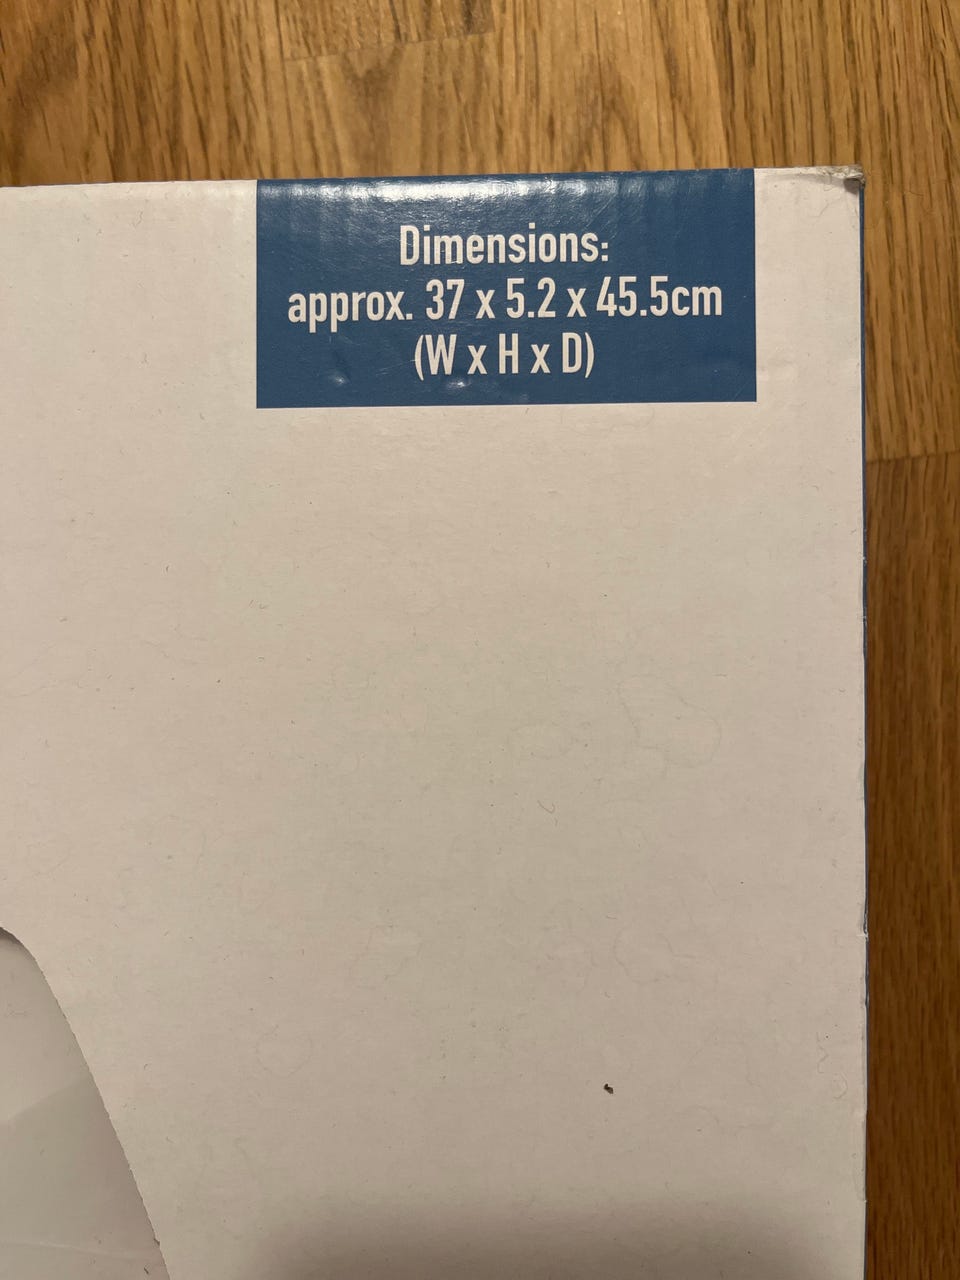 Dimensions:
approx. 37 x 5.2 x 45.5cm
(W x H x D)